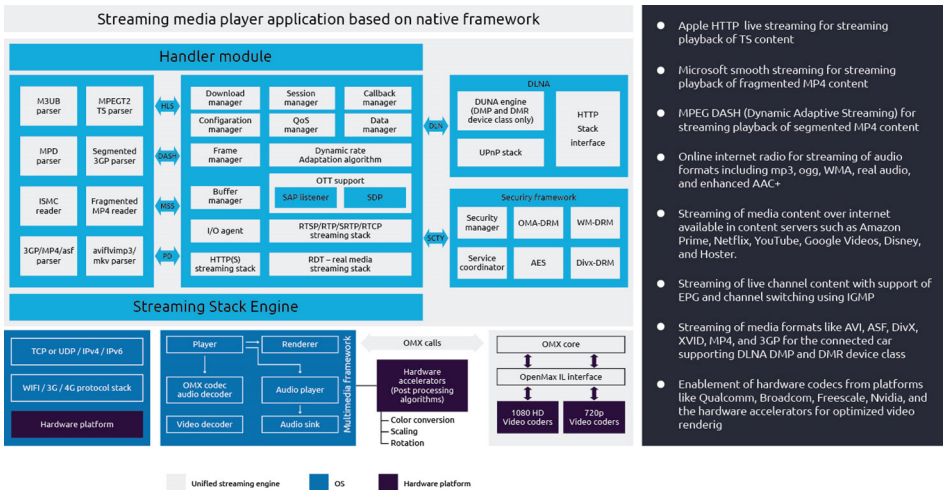 Streaming media player application based on native framework
Handler module
M3UB
parser
MPEGT2
TS parser
MPD
parser
Segmented
3GP parser
ISMC
reader
Fragmented
MP4 reader
3GP/MP4/asf
parser
aviflvimp3/
mkv parser
HLS
DASH
MSS
PD
Download
manager
Session
manager
Callback
manager
Configaration
manager
QoS
manager
Data
manager
Frame
manager
Dynamic rate
Adaptation algorithm
Buffer
manager
OTT support
SAP listener
SDP
I/O agent
RTSP/RTP/SRTP/RTCP
streaming stack
HTTP(S)
streaming stack
RDT – real media
streaming stack
DLN
SCTY
DLNA
DUNA engine
(DMP and DMR
device class only)
UPnP stack
HTTP
Stack
interface
Security framework
Security
manager
OMA-DRM
WM-DRM
Service
coordinator
AES
Divx-DRM
Streaming Stack Engine
TCP or UDP / IPv4 / IPv6
WIFI / 3G / 4G protocol stack
Hardware platform
Player
Renderer
OMX codec
audio decoder
Audio player
Video decoder
Audio sink
Multimedia framework
OMX calls
Hardware
accelerators
(Post processing
algorithms)
Color conversion
Scaling
Rotation
OMX core
OpenMax IL interface
1080 HD
Video coders
720p
Video coders
Unified streaming engine
OS
Hardware platform
Apple HTTP live streaming for streaming
playback of TS content
Microsoft smooth streaming for streaming
playback of fragmented MP4 content
MPEG DASH (Dynamic Adaptive Streaming) for
streaming playback of segmented MP4 content
Online internet radio for streaming of audio
formats including mp3, ogg, WMA, real audio,
and enhanced AAC+
Streaming of media content over internet
available in content servers such as Amazon
Prime, Netflix, YouTube, Google Videos, Disney,
and Hoster.
Streaming of live channel content with support of
EPG and channel switching using IGMP
Streaming of media formats like AVI, ASF, DivX,
XVID, MP4, and 3GP for the connected car
supporting DLNA DMP and DMR device class
Enablement of hardware codecs from platforms
like Qualcomm, Broadcom, Freescale, Nvidia, and
the hardware accelerators for optimized video
renderig